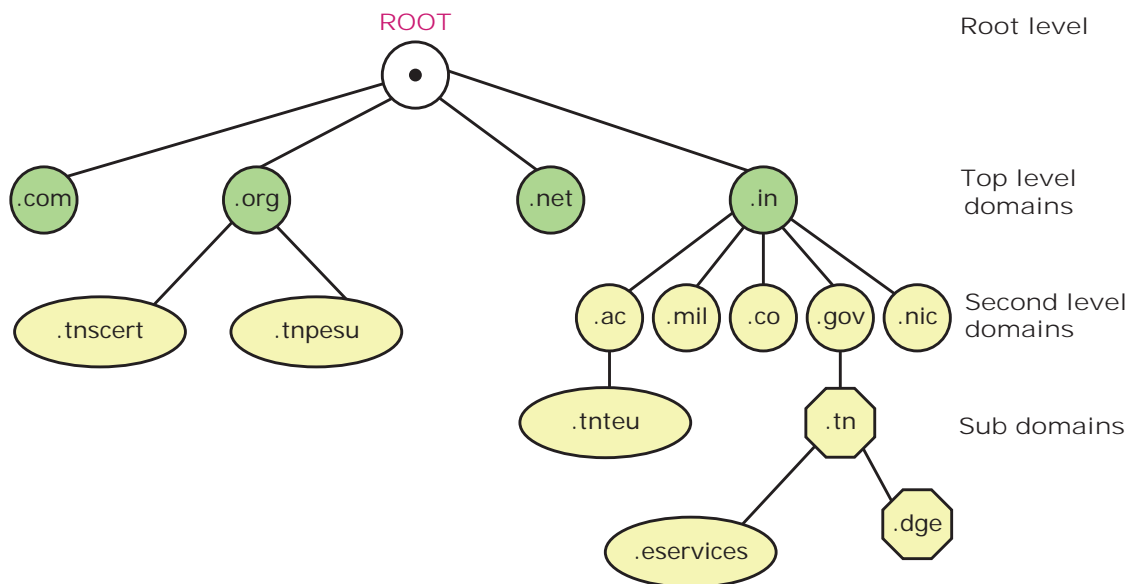 ROOT
Root level
.com
.org
.net
.in
Top level
domains
.tnscert
.tnpesu
.ac
.mil
.co
.gov
.nic
Second level
domains
.tnteu
.tn
Sub domains
.eservices
.dge